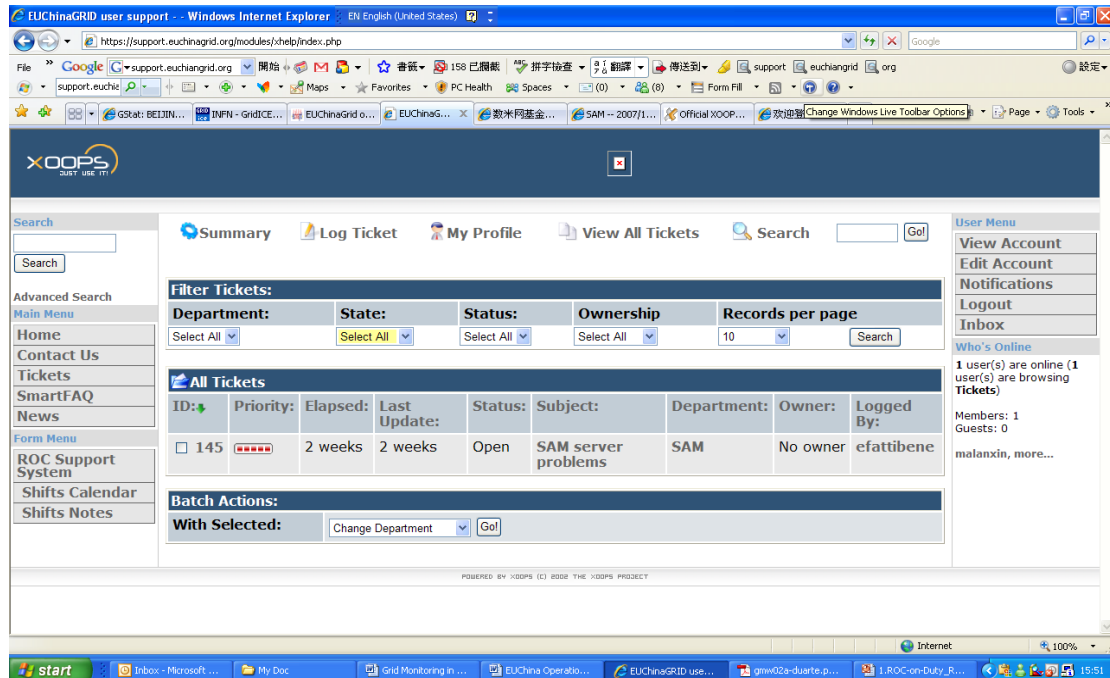 EUChinaGRID user support - - Windows Internet Explorer EN English (United States)
https://support.euchinagrid.org/modules/xhelp/index.php Google
File » Google G support.euchiangrid.org 開始 書籤 158 已攔截 拼字檢查 翻譯 傳送到 support euchiangrid org 設定
support.euchiε Maps Favorites PC Health Spaces (0) (8) Form Fill
GStat: BEIJIN... INFN - GridICE... EUChinaGrid o... EUChinaG... X 数米网基金... SAM -- 2007/1... Official XOOP... Change Windows Live Toolbar Options Page Tools »
XOOPS
JUST USE IT!
Search
Search
Advanced Search
Main Menu
Home
Contact Us
Tickets
SmartFAQ
News
Form Menu
ROC Support
System
Shifts Calendar
Shifts Notes
Summary Log Ticket My Profile View All Tickets Search Go!
Filter Tickets:
Department: State: Status: Ownership Records per page
Select All Select All Select All Select All 10 Search
All Tickets
ID: Priority: Elapsed: Last Update: Status: Subject: Department: Owner: Logged By:
145 2 weeks 2 weeks Open SAM server problems SAM No owner efattibene
Batch Actions:
With Selected: Change Department Go!
POWERED BY XOOPS (C) 2002 THE XOOPS PROJECT
User Menu
View Account
Edit Account
Notifications
Logout
Inbox
Who's Online
1 user(s) are online (1
user(s) are browsing
Tickets)
Members: 1
Guests: 0
malanxin, more...
Internet 100%
start Inbox - Microsoft ... My Doc Grid Monitoring in ... EUChina Operatio... EUChinaGRID use... gmw02a-duarte.p... 1.ROC-on-Duty_R... 15:51